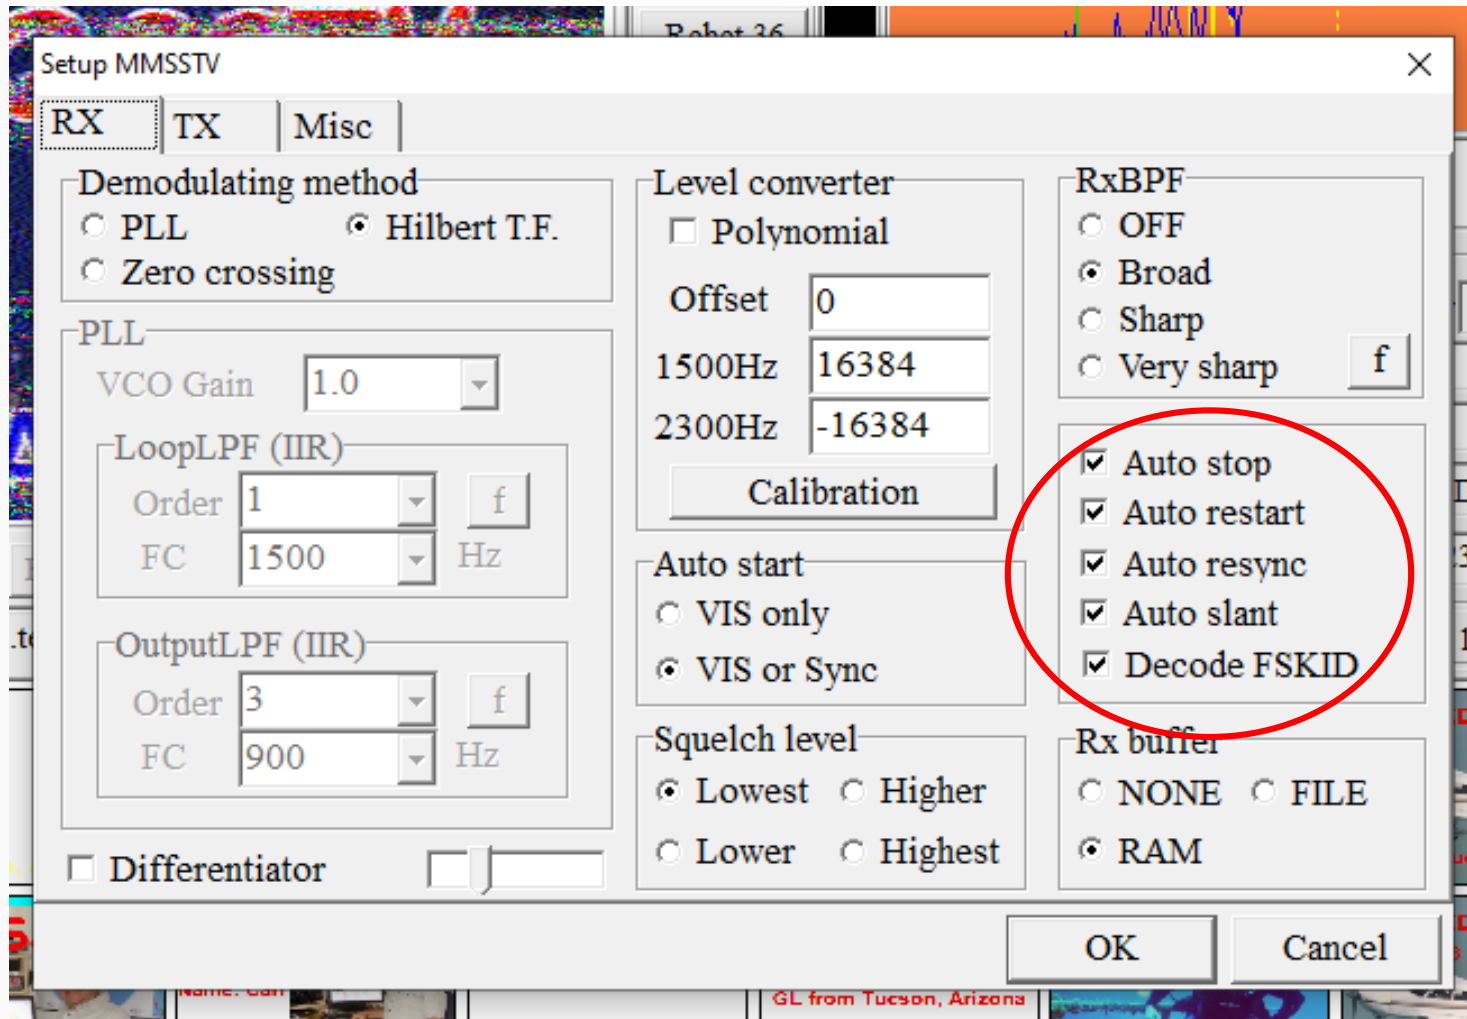 Robot 36
Setup MMSSTV
RX TX Misc
Demodulating method
PLL Hilbert T.F.
Zero crossing
PLL
VCO Gain 1.0
LoopLPF (IIR)
Order 1 f
FC 1500 Hz
OutputLPF (IIR)
Order 3 f
FC 900 Hz
Differentiator
Level converter
Polynomial
Offset 0
1500Hz 16384
2300Hz -16384
Calibration
Auto start
VIS only
VIS or Sync
Squelch level
Lowest Higher
Lower Highest
RxBPF
OFF
Broad
Sharp
Very sharp f
Auto stop
Auto restart
Auto resync
Auto slant
Decode FSKID
Rx buffer
NONE FILE
RAM
OK Cancel
Name: Carl
GL from Tucson, Arizona